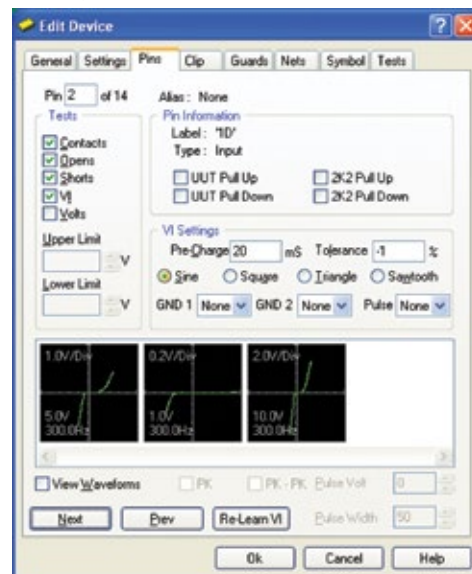 Edit Device
General Settings Pins Clip Guards Nets Symbol Tests
Pin 2 of 14 Alias: None
Tests
Contacts
Opens
Shorts
VI
Volts
Upper Limit
V
Lower Limit
V
Pin Information
Label: '1D'
Type: Input
UUT Pull Up 2K2 Pull Up
UUT Pull Down 2K2 Pull Down
VI Settings
Pre-Charge 20 mS Tolerance -1 %
Sine Square Triangle Sawtooth
GND 1 None GND 2 None Pulse None
1.0V/Div 0.2V/Div 2.0V/Div
5.0V 1.0V 10.0V
300.0Hz 300.0Hz 300.0Hz
View Waveforms PK PK - PK Pulse Volt 0
Next Prev Re-Learn VI Pulse Width 50
Ok Cancel Help